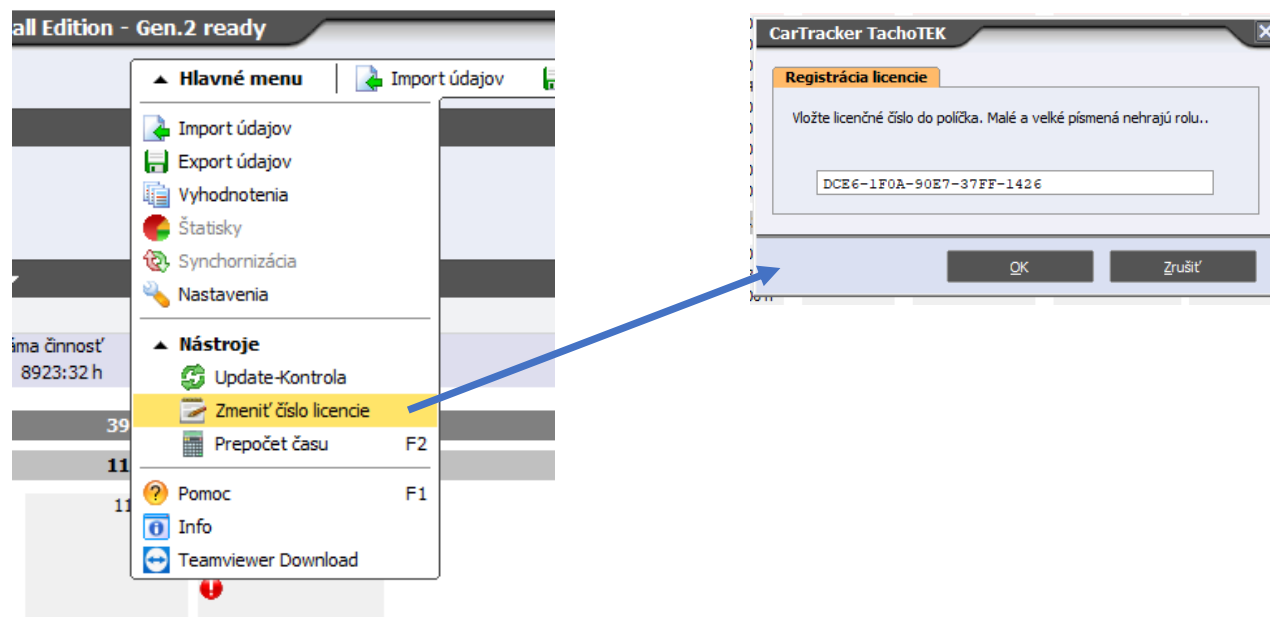 all Edition - Gen.2 ready
Hlavné menu
Import údajov
Import údajov
Export údajov
Vyhodnotenia
Štatisky
Synchornizácia
Nastavenia
Nástroje
Update-Kontrola
Zmeniť číslo licencie
Prepočet času F2
Pomoc F1
Info
Teamviewer Download
činnosť
8923:32 h
39
11
11
CarTracker TachoTEK
Registrácia licencie
Vložte licenčné číslo do políčka. Malé a velké písmená nehrajú rolu..
DCE6-1F0A-90E7-37FF-1426
OK
Zrušiť